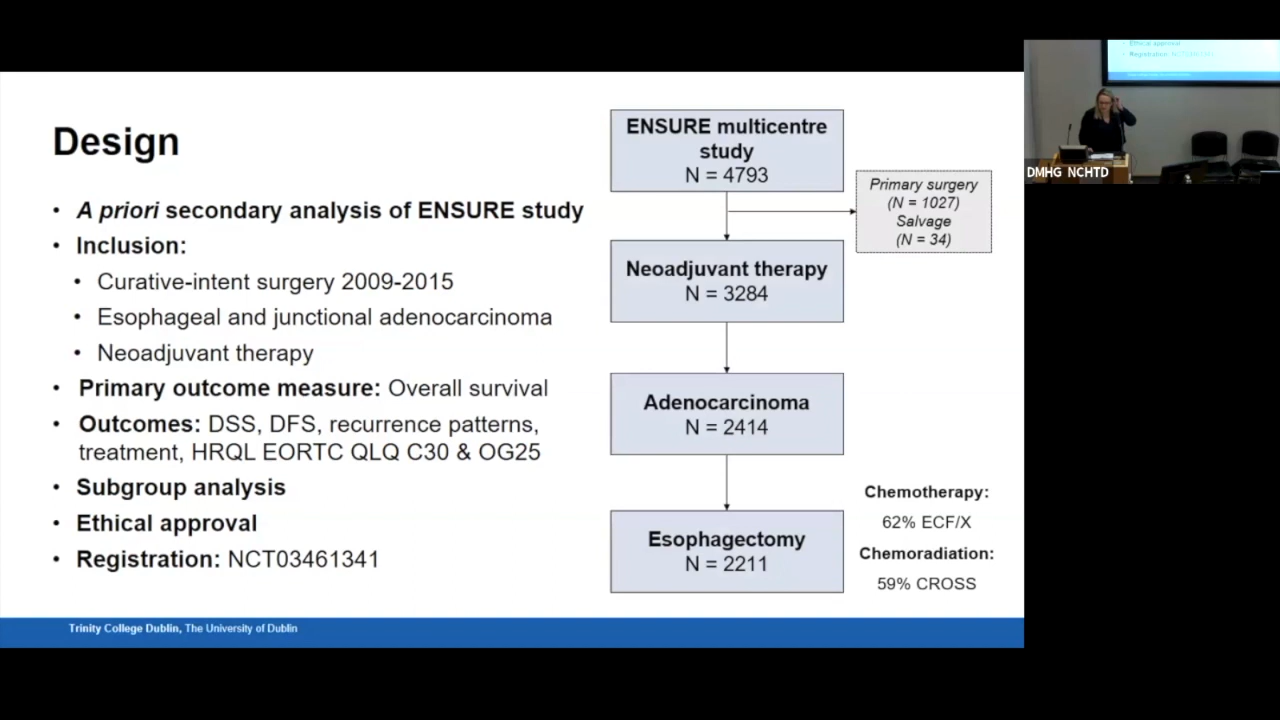 Design
• A priori secondary analysis of ENSURE study
• Inclusion:
• Curative-intent surgery 2009-2015
• Esophageal and junctional adenocarcinoma
• Neoadjuvant therapy
• Primary outcome measure: Overall survival
• Outcomes: DSS, DFS, recurrence patterns,
treatment, HRQL EORTC QLQ C30 & OG25
• Subgroup analysis
• Ethical approval
• Registration: NCT03461341
ENSURE multicentre
study
N = 4793
Primary surgery
(N = 1027)
Salvage
(N = 34)
Neoadjuvant therapy
N = 3284
Adenocarcinoma
N = 2414
Esophagectomy
N = 2211
Chemotherapy:
62% ECF/X
Chemoradiation:
59% CROSS
Trinity College Dublin, The University of Dublin
Ethical approval
Registration:
DMHG NCHTD